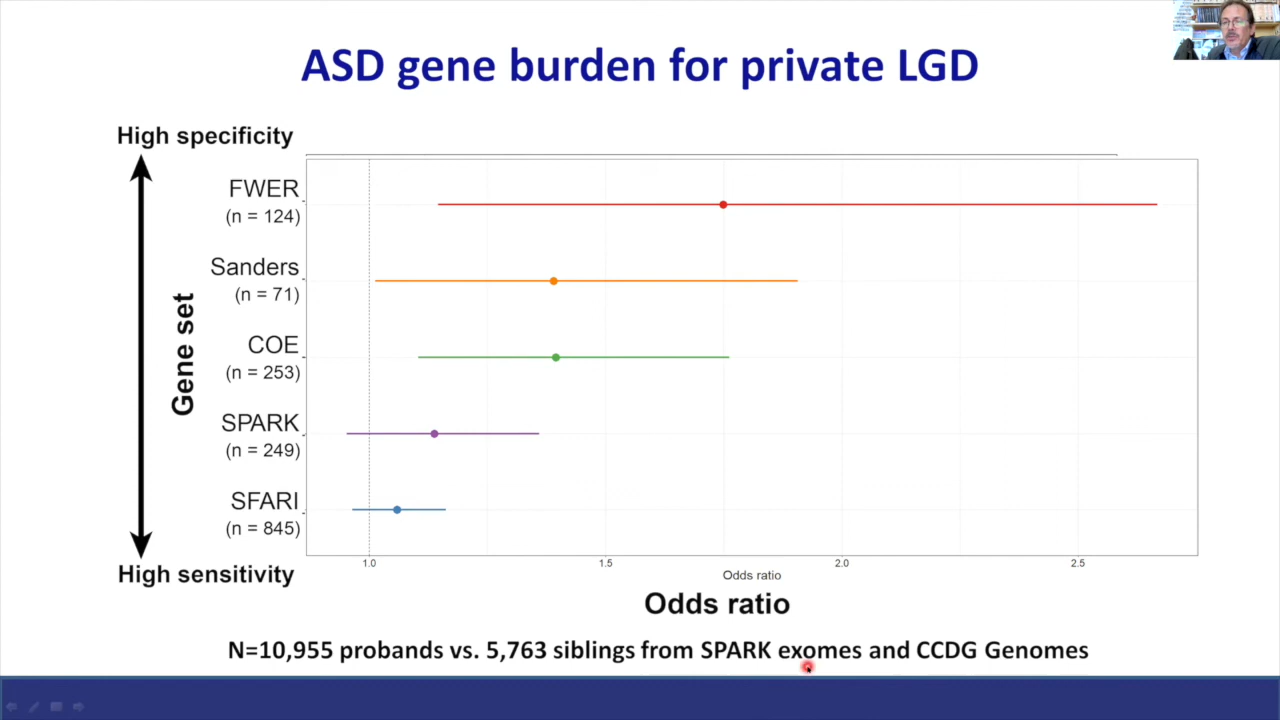 ASD gene burden for private LGD
High specificity
FWER
(n = 124)
Sanders
(n = 71)
COE
(n = 253)
SPARK
(n = 249)
SFARI
(n = 845)
Gene set
High sensitivity
1.0 1.5 2.0 2.5
Odds ratio
Odds ratio
N=10,955 probands vs. 5,763 siblings from SPARK exomes and CCDG Genomes